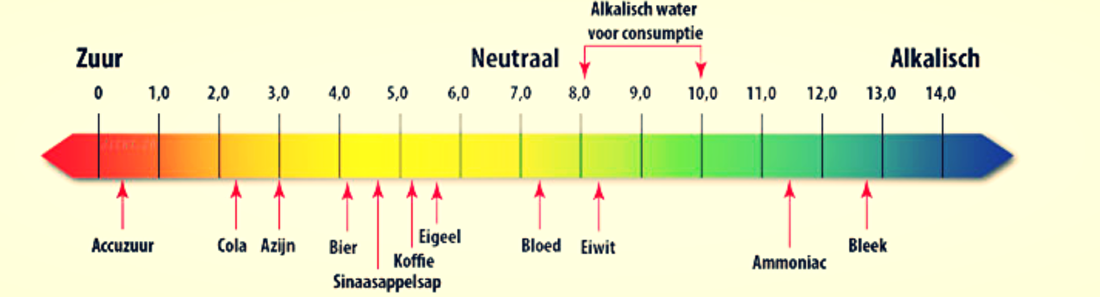 Alkalisch water
voor consumptie
Zuur
Neutraal
Alkalisch
0 1,0 2,0 3,0 4,0 5,0 6,0 7,0 8,0 9,0 10,0 11,0 12,0 13,0 14,0
Accuzuur
Cola
Azijn
Bier
Sinaasappelsap
Koffie
Eigeel
Bloed
Eiwit
Ammoniac
Bleek